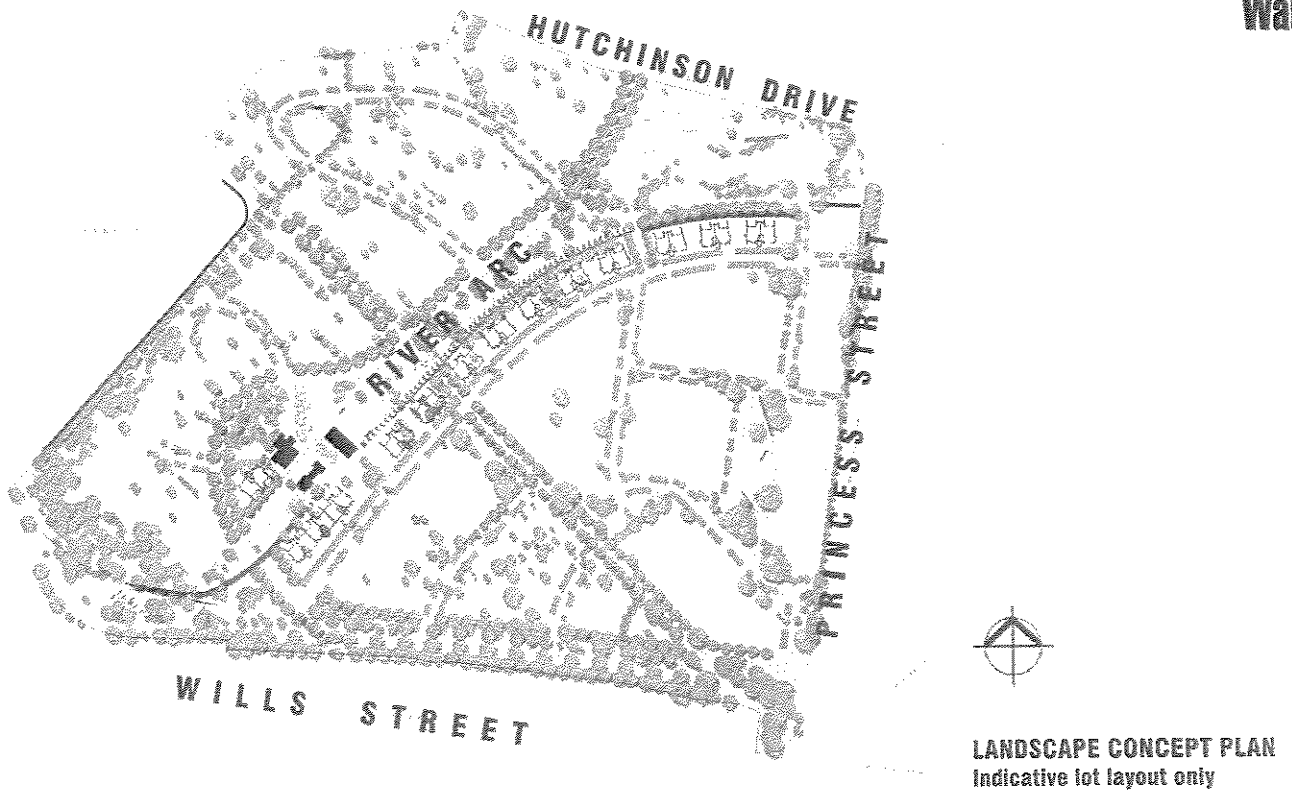 HUTCHINSON DRIVE
RIVER ARC
PRINCESS STREET
WILLS STREET
LANDSCAPE CONCEPT PLAN
Indicative lot layout only